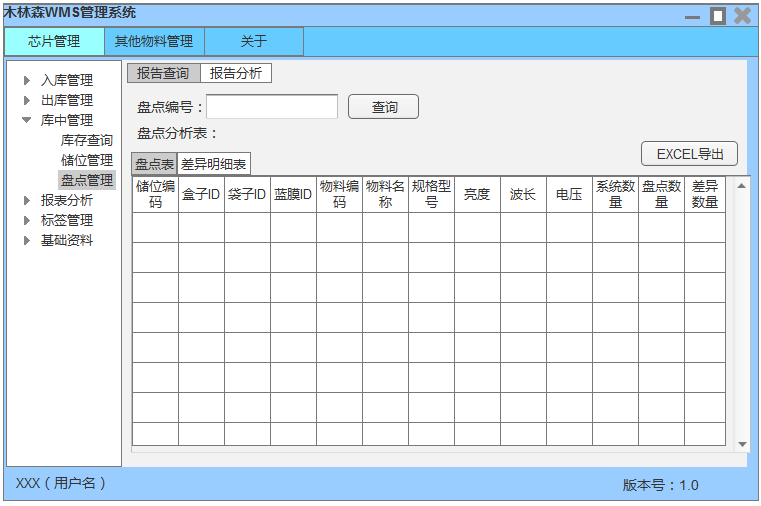 木林森WMS管理系统
芯片管理 其他物料管理 关于
入库管理
出库管理
库中管理
库存查询
储位管理
盘点管理
报表分析
标签管理
基础资料
报告查询 报告分析
盘点编号： 查询
盘点分析表：
EXCEL导出
盘点表 差异明细表
储位编码 盒子ID 袋子ID 蓝膜ID 物料编码 物料名称 规格型号 亮度 波长 电压 系统数量 盘点数量 差异数量
XXX（用户名） 版本号：1.0